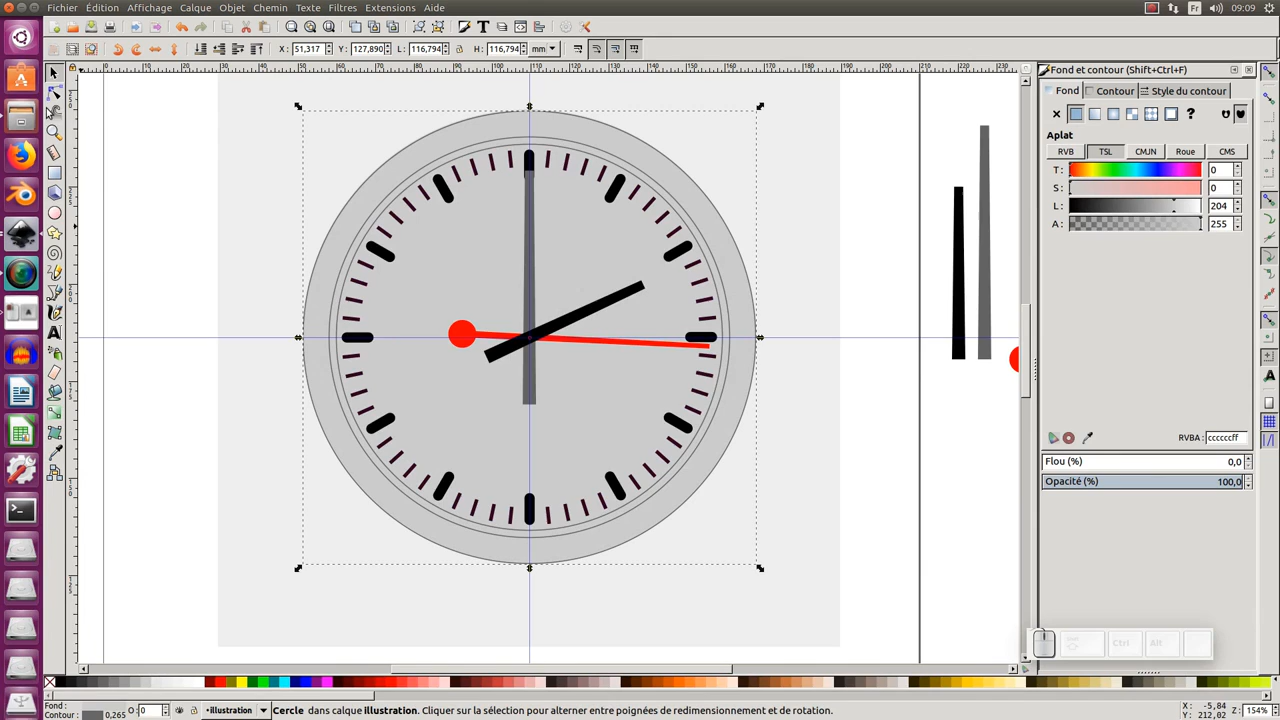 Fichier Édition Affichage Calque Objet Chemin Texte Filtres Extensions Aide
Fr 09:09
X: 51,317 Y: 127,890 L: 116,794 H: 116,794 mm
Fond et contour (Shift+Ctrl+F)
Fond Contour Style du contour
Aplat
RVB TSL CMJN Roue CMS
T: 0
S: 0
L: 204
A: 255
RVBA: ccccccff
Flou (%) 0,0
Opacité (%) 100,0
Ctrl Alt
Fond :
Contour : 0,265 O: 0 illustration Cercle dans calque Illustration. Cliquer sur la sélection pour alterner entre poignées de redimensionnement et de rotation.
X: -5,84
Y: 212,02 Z: 154%